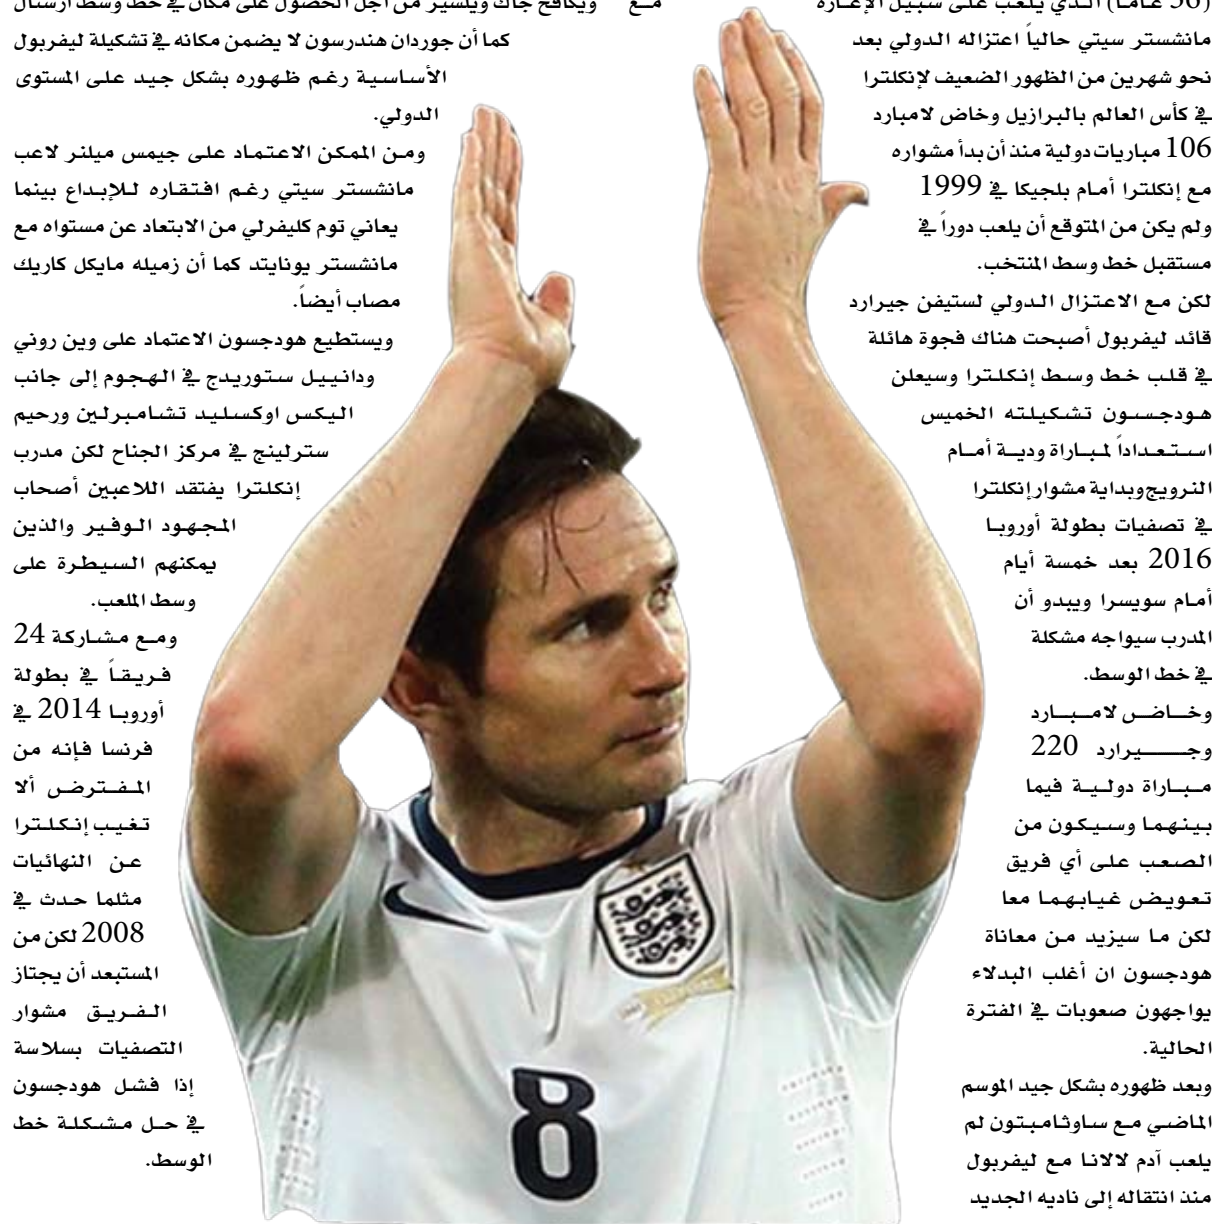 (36 عاما) الذي يلعب على سبيل الإعارة
مانشستر سيتي حالياً اعتزاله الدولي بعد
نحو شهرين من الظهور الضعيف لإنكلترا
في كأس العالم بالبرازيل وخاض لامبارد
106 مباريات دولية منذ أن بدأ مشواره
مع إنكلترا أمام بلجيكا في 1999
ولم يكن من المتوقع أن يلعب دوراً في
مستقبل خط وسط المنتخب.
لكن مع الاعتزال الدولي لستيفن جيرارد
قائد ليفربول أصبحت هناك فجوة هائلة
في قلب خط وسط إنكلترا وسيعلن
هودجسون تشكيلته الخميس
استعداداً لمباراة ودية أمام
النرويج وبداية مشوار إنكلترا
في تصفيات بطولة أوروبا
2016 بعد خمسة أيام
أمام سويسرا ويبدو أن
المدرب سيواجه مشكلة
في خط الوسط.
وخاض لامبارد
وجيرارد 220
مباراة دولية فيما
بينهما وسيكون من
الصعب على أي فريق
تعويض غيابهما معا
لكن ما سيزيد من معاناة
هودجسون ان أغلب البدلاء
يواجهون صعوبات في الفترة
الحالية.
وبعد ظهوره بشكل جيد الموسم
الماضي مع ساوثامبتون لم
يلعب آدم لالانا مع ليفربول
منذ انتقاله إلى ناديه الجديد
مع
ويكافح جاك ويلشير من أجل الحصول على مكان في خط وسط ارسنال
كما أن جوردان هندرسون لا يضمن مكانه في تشكيلة ليفربول
الأساسية رغم ظهوره بشكل جيد على المستوى
الدولي.
ومن الممكن الاعتماد على جيمس ميلنر لاعب
مانشستر سيتي رغم افتقاره للإبداع بينما
يعاني توم كليفرلي من الابتعاد عن مستواه مع
مانشستر يونايتد كما أن زميله مايكل كاريك
مصاب أيضاً.
ويستطيع هودجسون الاعتماد على وين روني
ودانييل ستوريدج في الهجوم إلى جانب
اليكس اوكسليد تشامبرلين ورحيم
سترلينج في مركز الجناح لكن مدرب
إنكلترا يفتقد اللاعبين أصحاب
المجهود الوفير والذين
يمكنهم السيطرة على
وسط الملعب.
ومع مشاركة 24
فريقاً في بطولة
أوروبا 2014 في
فرنسا فإنه من
المفترض ألا
تغيب إنكلترا
عن النهائيات
مثلما حدث في
2008 لكن من
المستبعد أن يجتاز
الفريق مشوار
التصفيات بسلاسة
إذا فشل هودجسون
في حل مشكلة خط
الوسط.
8